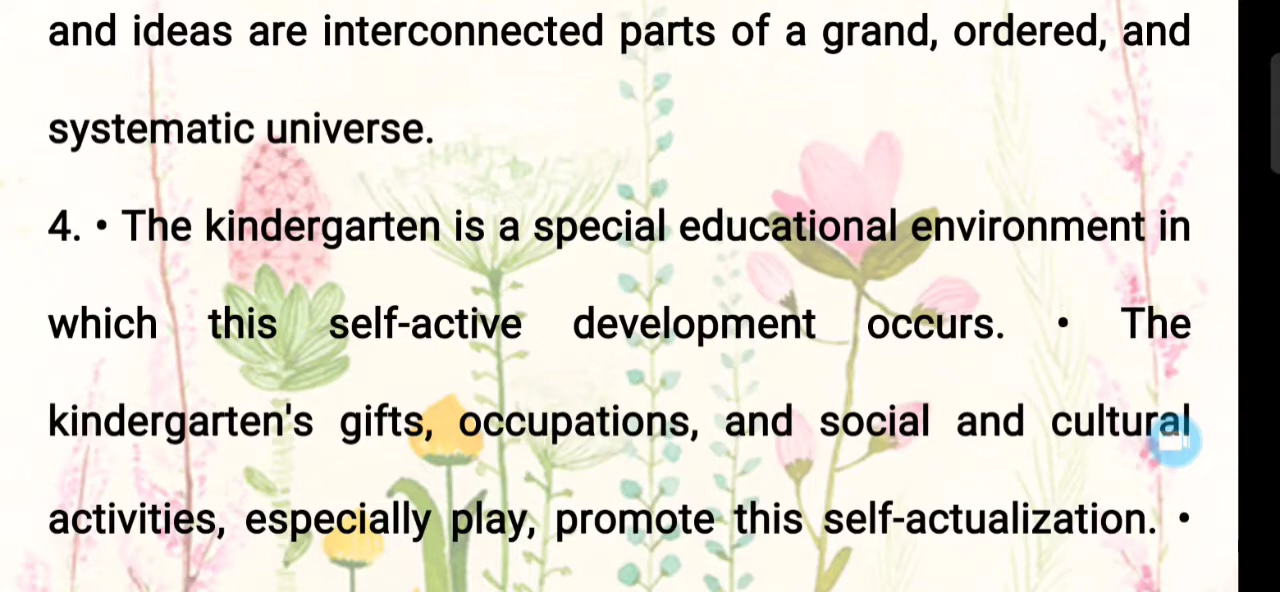 and ideas are interconnected parts of a grand, ordered, and
systematic universe.
4. • The kindergarten is a special educational environment in
which this self-active development occurs. • The
kindergarten's gifts, occupations, and social and cultural
activities, especially play, promote this self-actualization. •